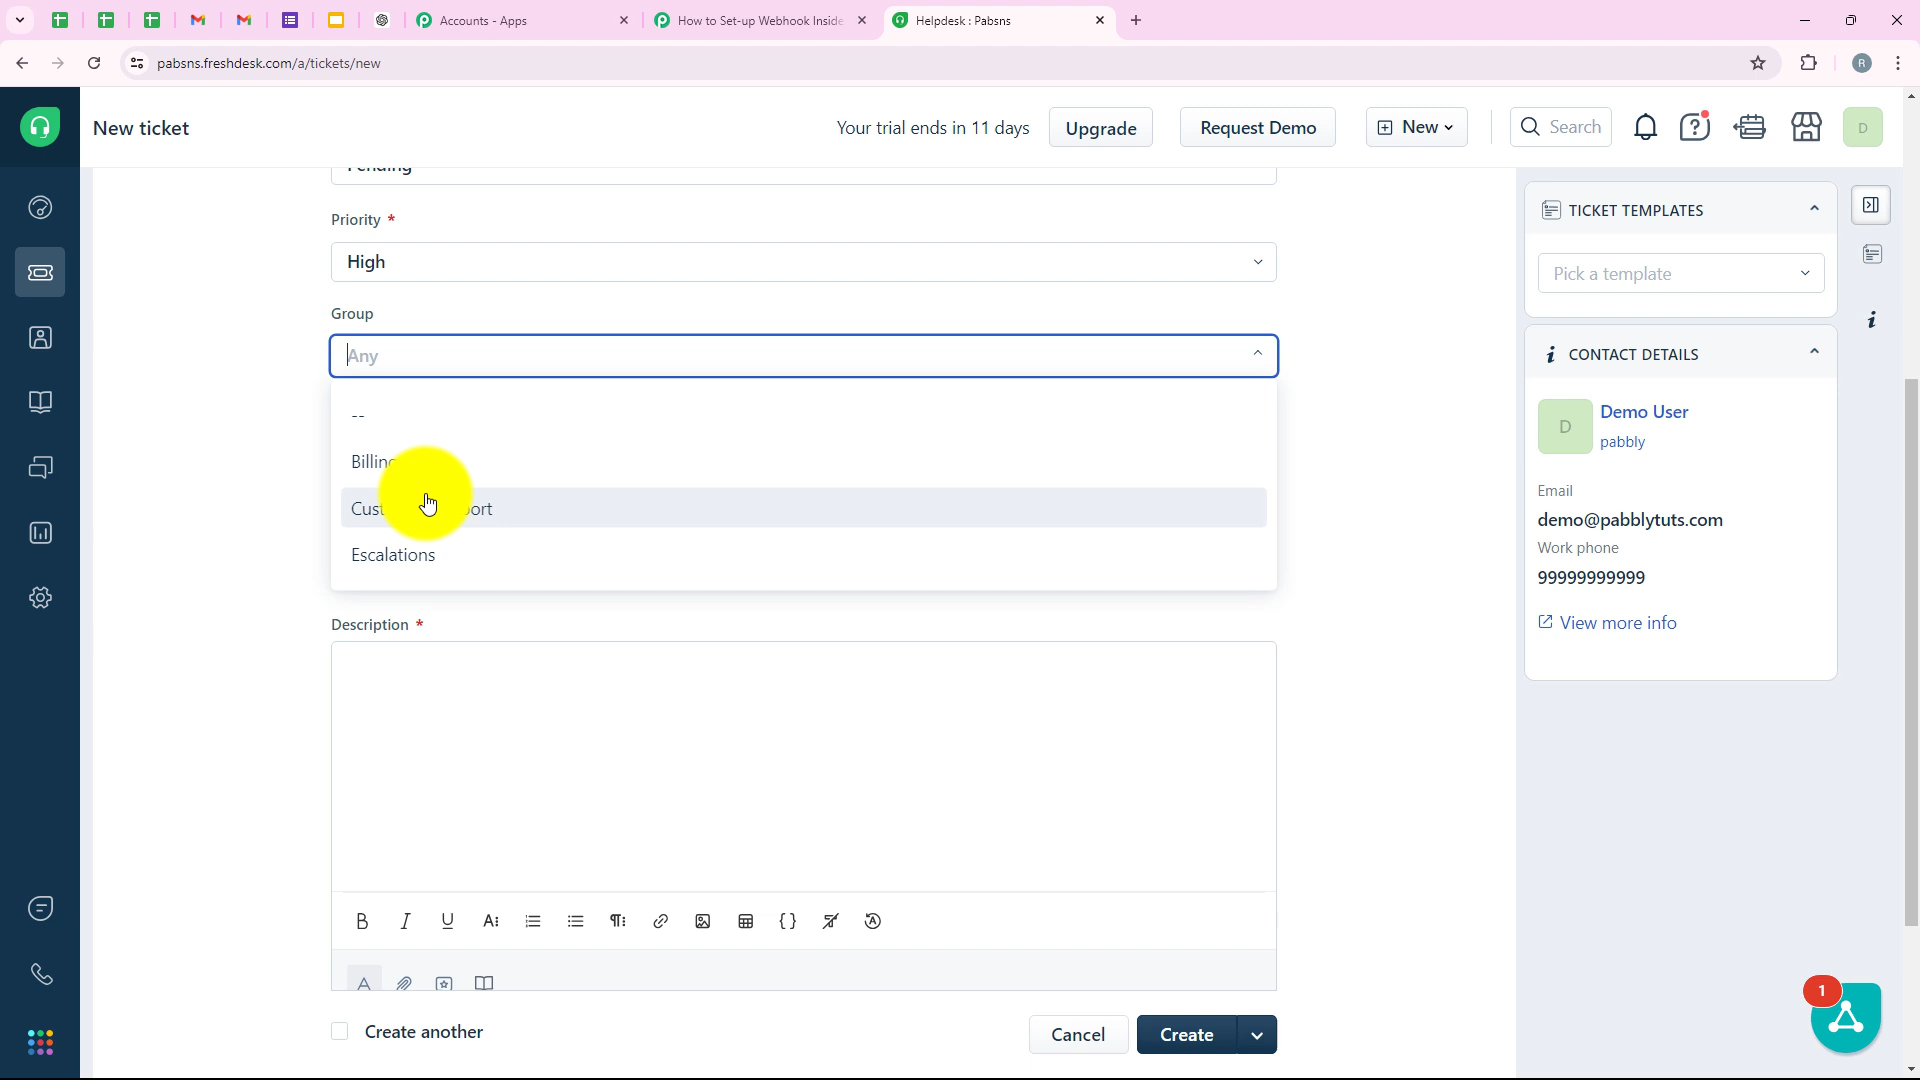 Accounts - Apps
How to Set-up Webhook Inside
Helpdesk : Pabsns
pabsns.freshdesk.com/a/tickets/new
R
New ticket
Your trial ends in 11 days
Upgrade
Request Demo
New
Search
D
Pending
Priority *
High
Group
Any
--
Billing
Escalations
Description *
Create another
Cancel
Create
TICKET TEMPLATES
Pick a template
CONTACT DETAILS
D
Demo User
pabbly
Email
demo@pabblytuts.com
Work phone
99999999999
View more info
1